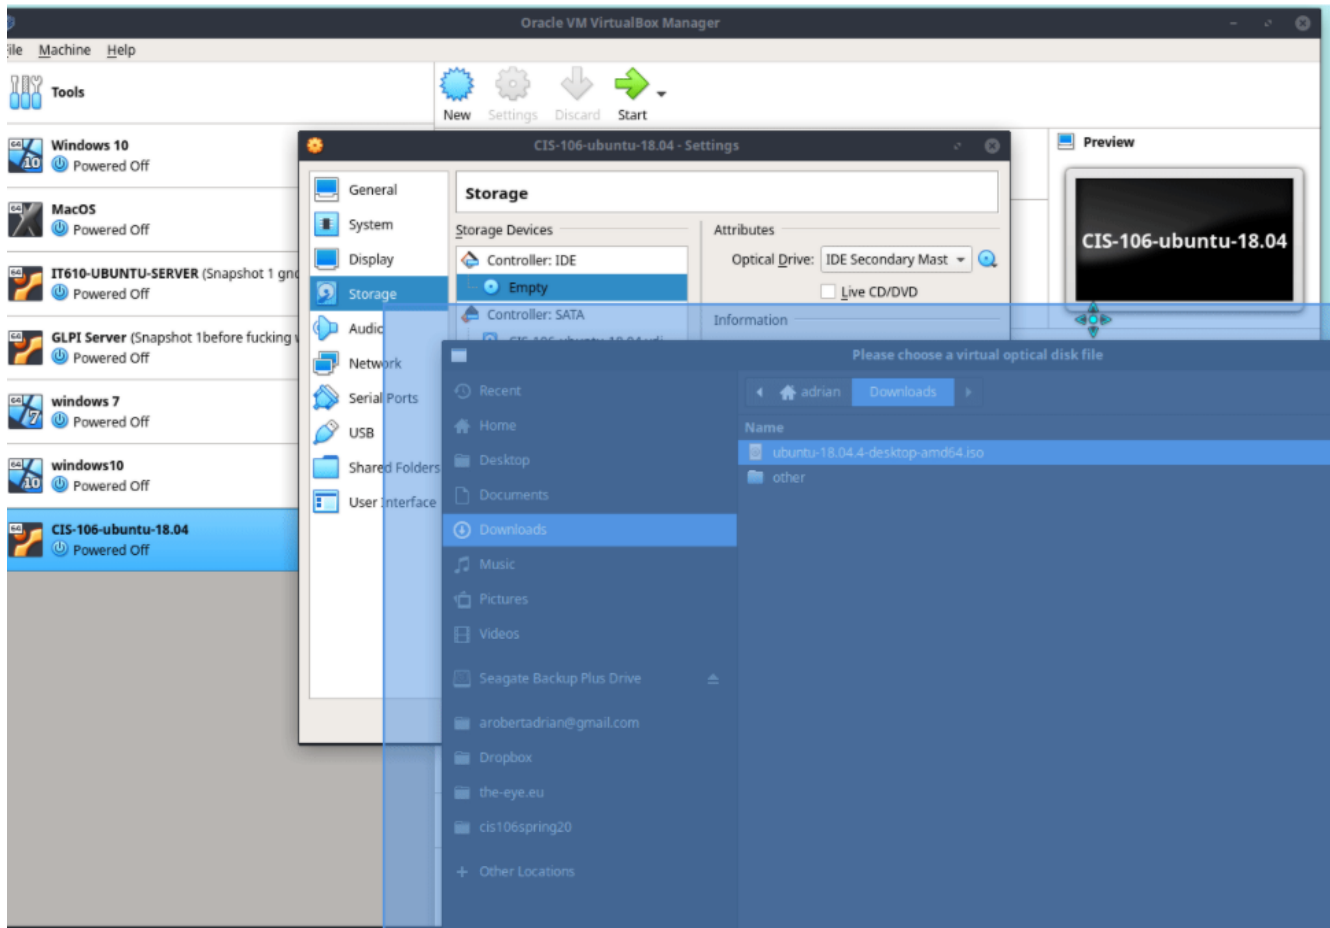 Oracle VM VirtualBox Manager
ile Machine Help
Tools
New Settings Discard Start
Windows 10
Powered Off
MacOS
Powered Off
IT610-UBUNTU-SERVER (Snapshot 1 gno
Powered Off
GLPI Server (Snapshot 1before fucking
Powered Off
windows 7
Powered Off
windows10
Powered Off
CIS-106-ubuntu-18.04
Powered Off
CIS-106-ubuntu-18.04 - Settings
General
System
Display
Storage
Audio
Network
Serial Ports
USB
Shared Folders
User Interface
Storage
Storage Devices
Controller: IDE
Empty
Controller: SATA
CIS-106-ubuntu-18.04.vdi
Attributes
Optical Drive: IDE Secondary Mast
Live CD/DVD
Information
Preview
CIS-106-ubuntu-18.04
Please choose a virtual optical disk file
Recent
Home
Desktop
Documents
Downloads
Music
Pictures
Videos
Seagate Backup Plus Drive
arobertadrian@gmail.com
Dropbox
the-eye.eu
cis106spring20
+ Other Locations
adrian Downloads
Name
ubuntu-18.04.4-desktop-amd64.iso
other